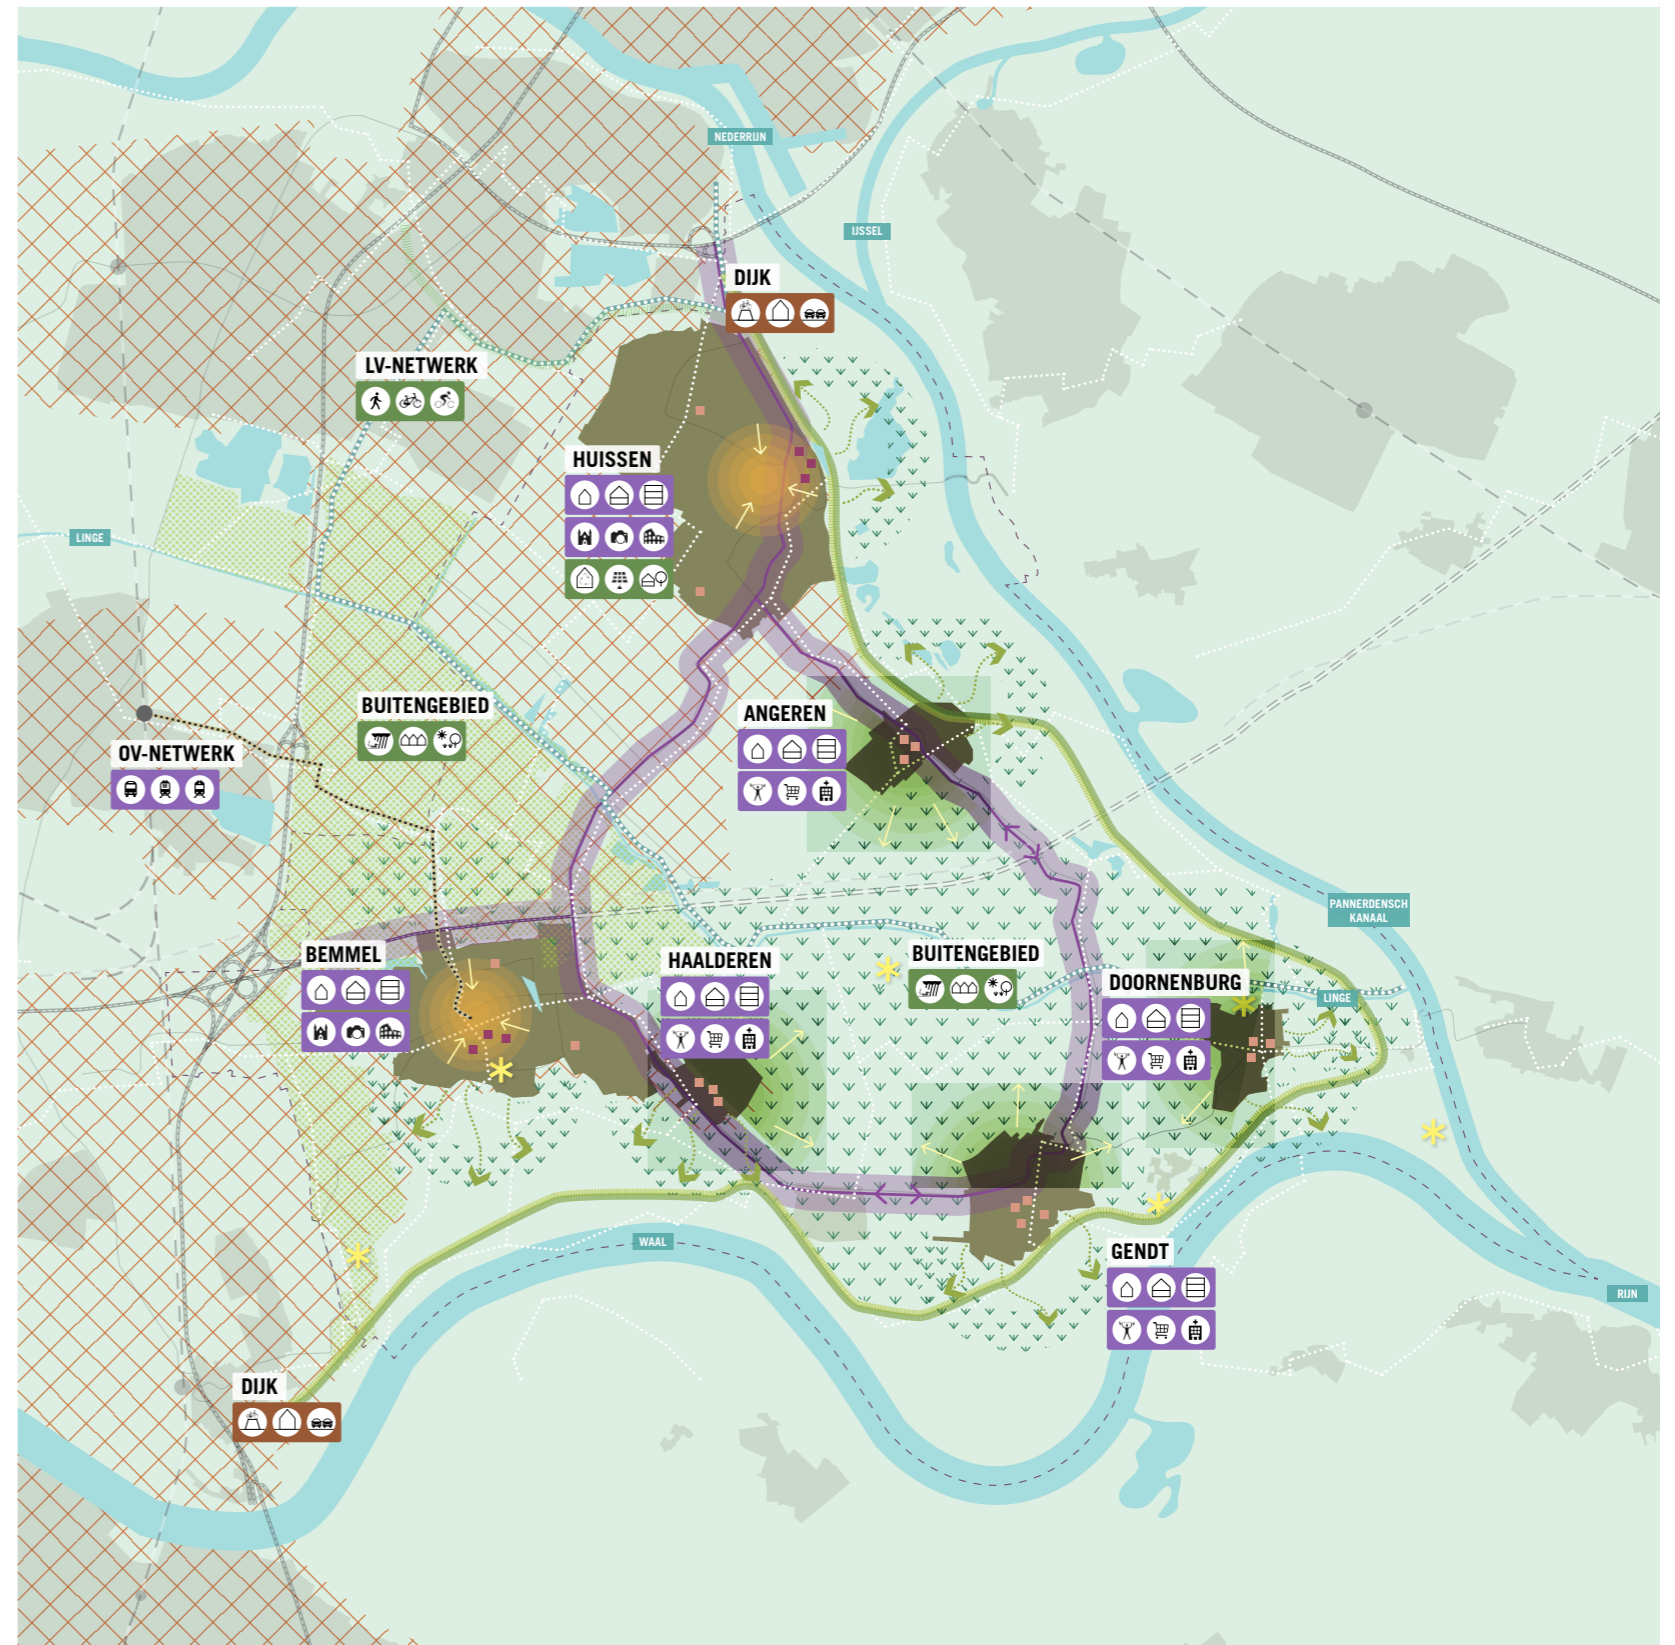 NEDERRIJN
IJSSEL
DIJK
LV-NETWERK
HUISSEN
LINGE
BUITENGEBIED
ANGEREN
OV-NETWERK
PANNERDENSCH
KANAAL
BEMMEL
HAALDEREN
BUITENGEBIED
DOORNENBURG
LINGE
WAAL
GENDT
RIJN
DIJK